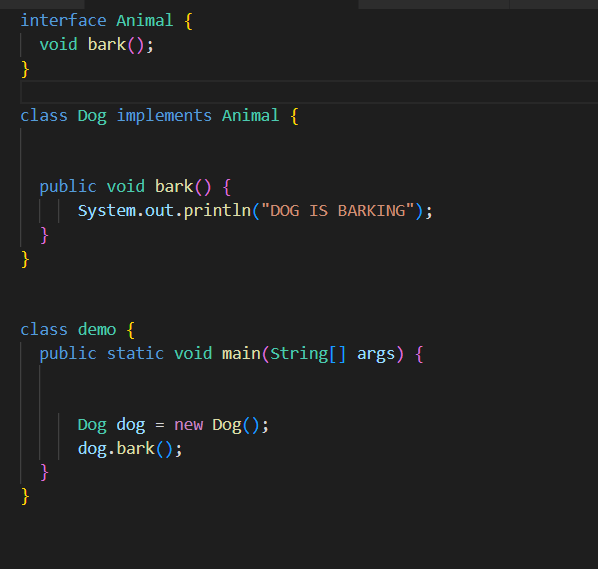 interface Animal {
  void bark();
}
class Dog implements Animal {
  public void bark() {
      System.out.println("DOG IS BARKING");
  }
}
class demo {
  public static void main(String[] args) {
      Dog dog = new Dog();
      dog.bark();
  }
}